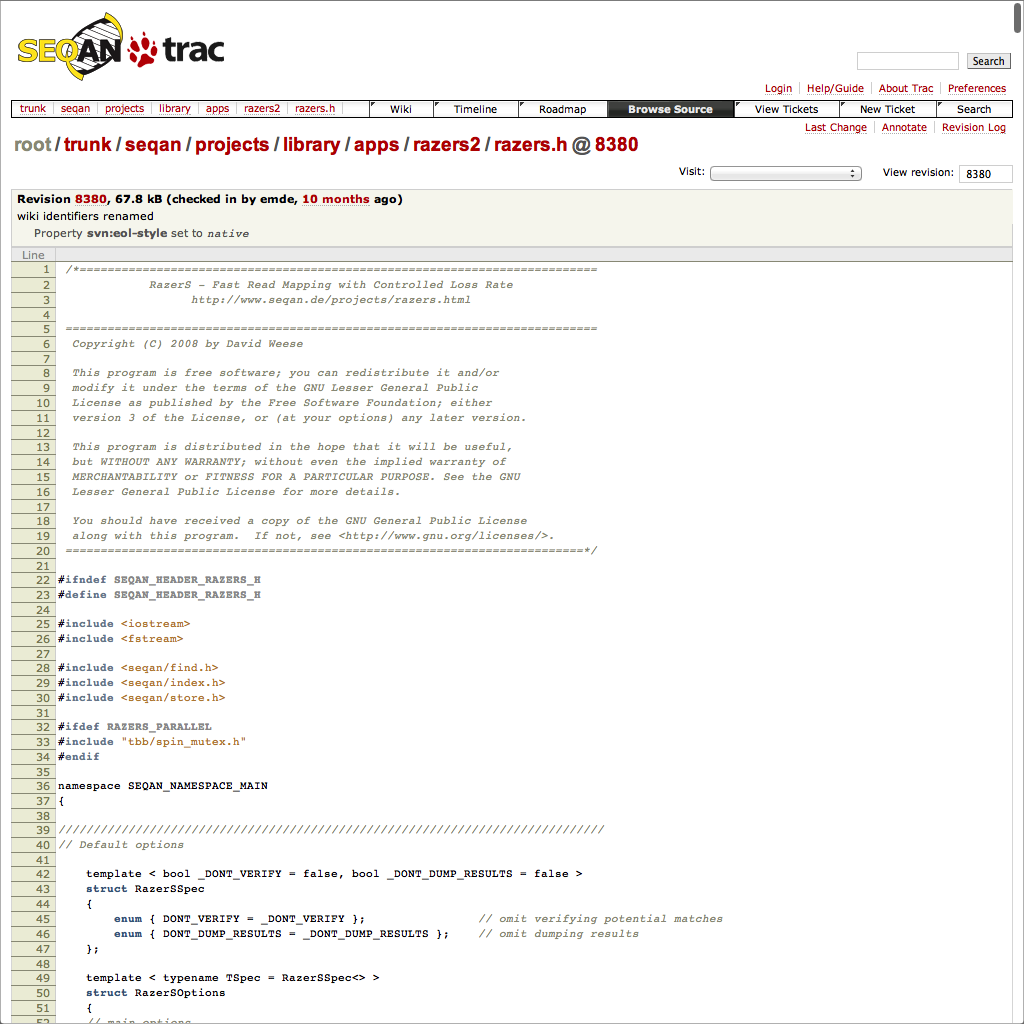 SEQAN trac
Search
Login Help/Guide About Trac Preferences
trunk seqan projects library apps razers2 razers.h Wiki Timeline Roadmap Browse Source View Tickets New Ticket Search
Last Change Annotate Revision Log
root/trunk/seqan/projects/library/apps/razers2/razers.h @ 8380
Visit: View revision: 8380
Revision 8380, 67.8 kB (checked in by emde, 10 months ago)
wiki identifiers renamed
Property svn:eol-style set to native
Line
1 /*==========================================================================
2 RazerS - Fast Read Mapping with Controlled Loss Rate
3 http://www.seqan.de/projects/razers.html
4
5 ============================================================================
6 Copyright (C) 2008 by David Weese
7
8 This program is free software; you can redistribute it and/or
9 modify it under the terms of the GNU Lesser General Public
10 License as published by the Free Software Foundation; either
11 version 3 of the License, or (at your options) any later version.
12
13 This program is distributed in the hope that it will be useful,
14 but WITHOUT ANY WARRANTY; without even the implied warranty of
15 MERCHANTABILITY or FITNESS FOR A PARTICULAR PURPOSE. See the GNU
16 Lesser General Public License for more details.
17
18 You should have received a copy of the GNU General Public License
19 along with this program.  If not, see <http://www.gnu.org/licenses/>.
20 ==========================================================================*/
21
22 #ifndef SEQAN_HEADER_RAZERS_H
23 #define SEQAN_HEADER_RAZERS_H
24
25 #include <iostream>
26 #include <fstream>
27
28 #include <seqan/find.h>
29 #include <seqan/index.h>
30 #include <seqan/store.h>
31
32 #ifdef RAZERS_PARALLEL
33 #include "tbb/spin_mutex.h"
34 #endif
35
36 namespace SEQAN_NAMESPACE_MAIN
37 {
38
39 //////////////////////////////////////////////////////////////////////////////
40 // Default options
41
42 template < bool _DONT_VERIFY = false, bool _DONT_DUMP_RESULTS = false >
43 struct RazerSSpec
44 {
45 enum { DONT_VERIFY = _DONT_VERIFY }; // omit verifying potential matches
46 enum { DONT_DUMP_RESULTS = _DONT_DUMP_RESULTS }; // omit dumping results
47 };
48
49 template < typename TSpec = RazerSSpec<> >
50 struct RazerSOptions
51 {
52 // main options